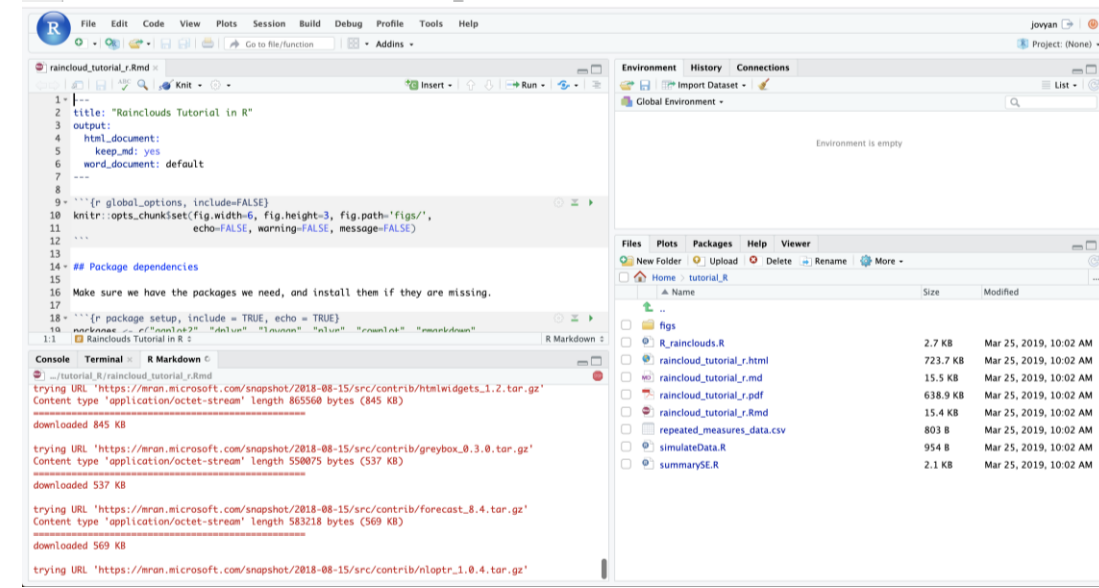 R
File Edit Code View Plots Session Build Debug Profile Tools Help
jovyan
Go to file/function Addins
Project: (None)
raincloud_tutorial_r.Rmd
ABC Knit Insert Run
1 ---
2 title: "Rainclouds Tutorial in R"
3 output:
4 html_document:
5 keep_md: yes
6 word_document: default
7 ---
8
9 ```{r global_options, include=FALSE}
10 knitr::opts_chunk$set(fig.width=6, fig.height=3, fig.path='figs/',
11 echo=FALSE, warning=FALSE, message=FALSE)
12 ```
13
14 ## Package dependencies
15
16 Make sure we have the packages we need, and install them if they are missing.
17
18 ```{r package setup, include = TRUE, echo = TRUE}
19 packages <- c("ggplot2" "dplyr" "lavaan" "plyr" "cowplot" "rmarkdown"
1:1 Rainclouds Tutorial in R R Markdown
Console Terminal R Markdown
.../tutorial_R/raincloud_tutorial_r.Rmd
trying URL 'https://mran.microsoft.com/snapshot/2018-08-15/src/contrib/htmlwidgets_1.2.tar.gz'
Content type 'application/octet-stream' length 865560 bytes (845 KB)
==================================================
downloaded 845 KB
trying URL 'https://mran.microsoft.com/snapshot/2018-08-15/src/contrib/greybox_0.3.0.tar.gz'
Content type 'application/octet-stream' length 550075 bytes (537 KB)
==================================================
downloaded 537 KB
trying URL 'https://mran.microsoft.com/snapshot/2018-08-15/src/contrib/forecast_8.4.tar.gz'
Content type 'application/octet-stream' length 583218 bytes (569 KB)
==================================================
downloaded 569 KB
trying URL 'https://mran.microsoft.com/snapshot/2018-08-15/src/contrib/nloptr_1.0.4.tar.gz'
Environment History Connections
Import Dataset List
Global Environment
Environment is empty
Files Plots Packages Help Viewer
New Folder Upload Delete Rename More
Home tutorial_R ...
Name Size Modified
..
figs
R_rainclouds.R 2.7 KB Mar 25, 2019, 10:02 AM
raincloud_tutorial_r.html 723.7 KB Mar 25, 2019, 10:02 AM
raincloud_tutorial_r.md 15.5 KB Mar 25, 2019, 10:02 AM
raincloud_tutorial_r.pdf 638.9 KB Mar 25, 2019, 10:02 AM
raincloud_tutorial_r.Rmd 15.4 KB Mar 25, 2019, 10:02 AM
repeated_measures_data.csv 803 B Mar 25, 2019, 10:02 AM
simulateData.R 954 B Mar 25, 2019, 10:02 AM
summarySE.R 2.1 KB Mar 25, 2019, 10:02 AM